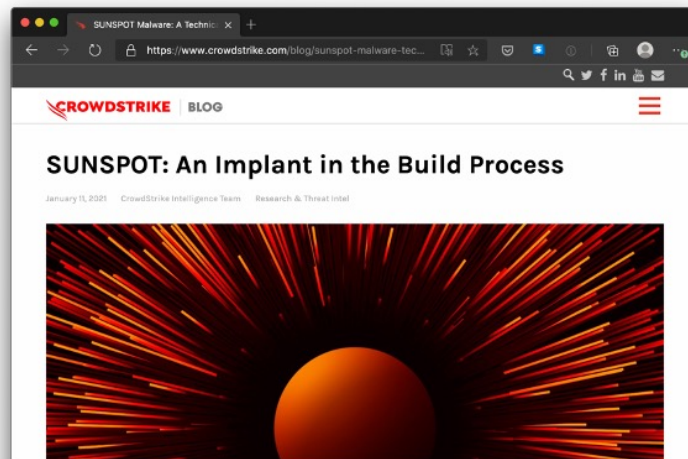 SUNSPOT Malware: A Technic
https://www.crowdstrike.com/blog/sunspot-malware-tec...
CROWDSTRIKE BLOG
SUNSPOT: An Implant in the Build Process
January 11, 2021 CrowdStrike Intelligence Team Research & Threat Intel